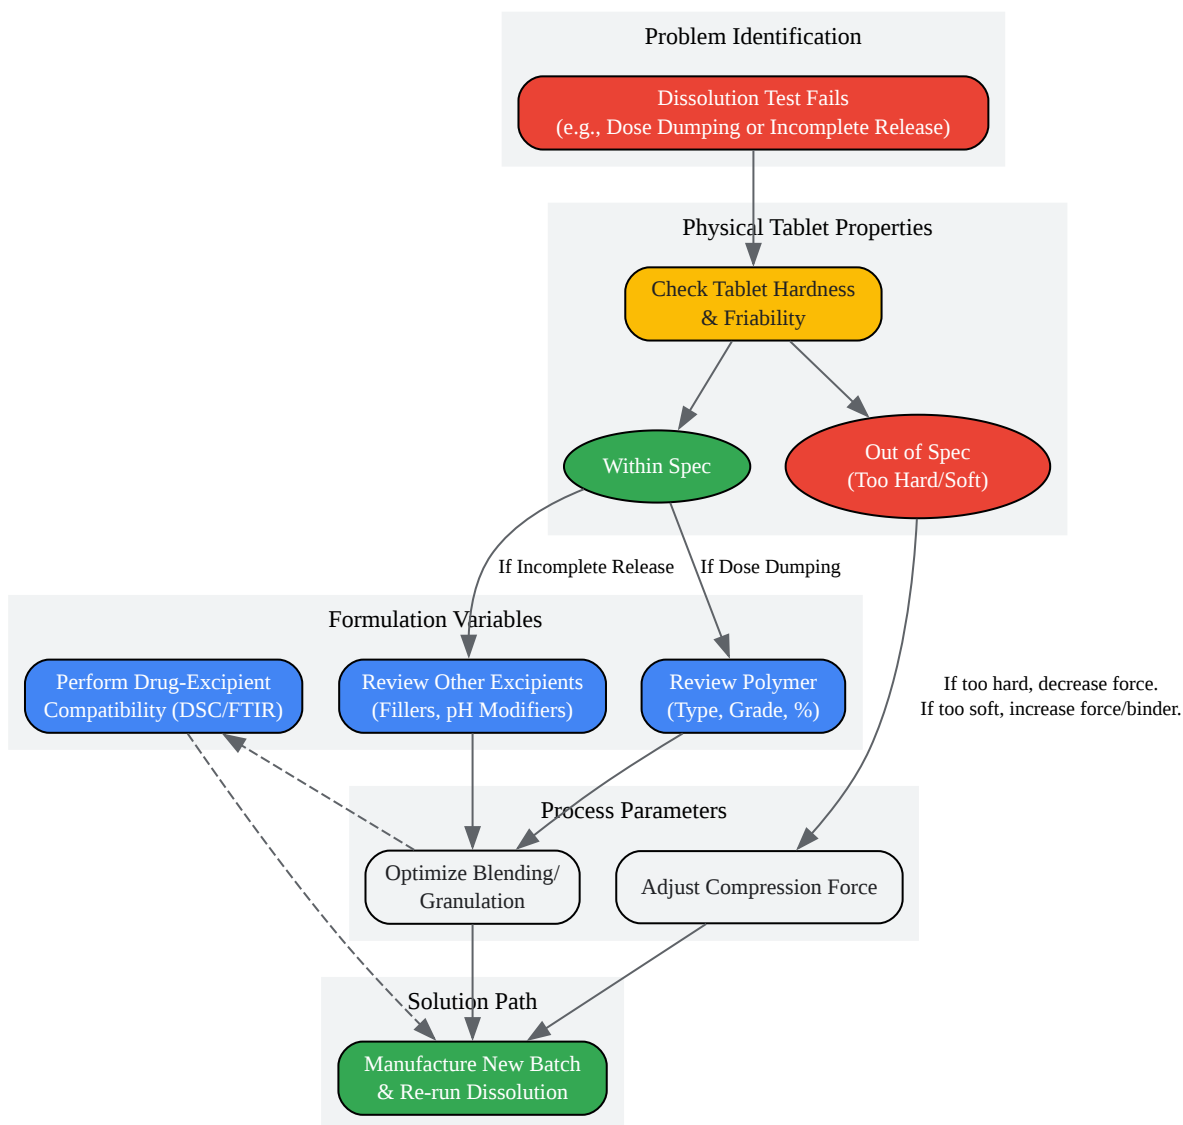 Problem Identification
Dissolution Test Fails
(e.g., Dose Dumping or Incomplete Release)
Physical Tablet Properties
Check Tablet Hardness
& Friability
Within Spec
Out of Spec
(Too Hard/Soft)
If Incomplete Release
If Dose Dumping
Formulation Variables
Perform Drug-Excipient
Compatibility (DSC/FTIR)
Review Other Excipients
(Fillers, pH Modifiers)
Review Polymer
(Type, Grade, %)
If too hard, decrease force.
If too soft, increase force/binder.
Process Parameters
Optimize Blending/
Granulation
Adjust Compression Force
Solution Path
Manufacture New Batch
& Re-run Dissolution